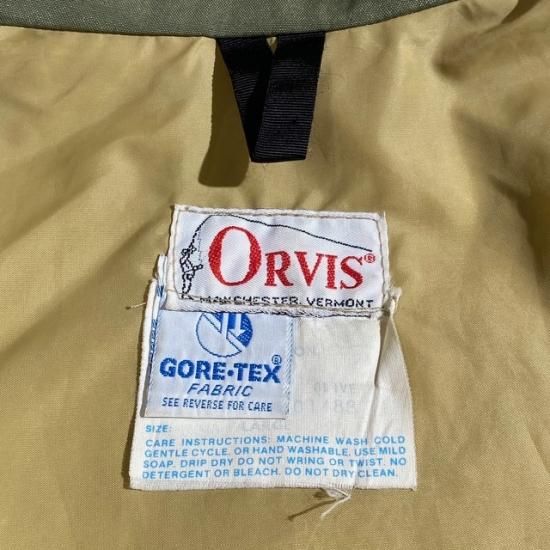 ORVIS®
MANCHESTER, VERMONT
GORE-TEX®
FABRIC
SEE REVERSE FOR CARE
LARGE
SIZE:
CARE INSTRUCTIONS: MACHINE WASH COLD
GENTLE CYCLE, OR HAND WASHABLE, USE MILD
SOAP. DRIP DRY DO NOT WRING OR TWIST. NO
DETERGENT OR BLEACH. DO NOT DRY CLEAN.